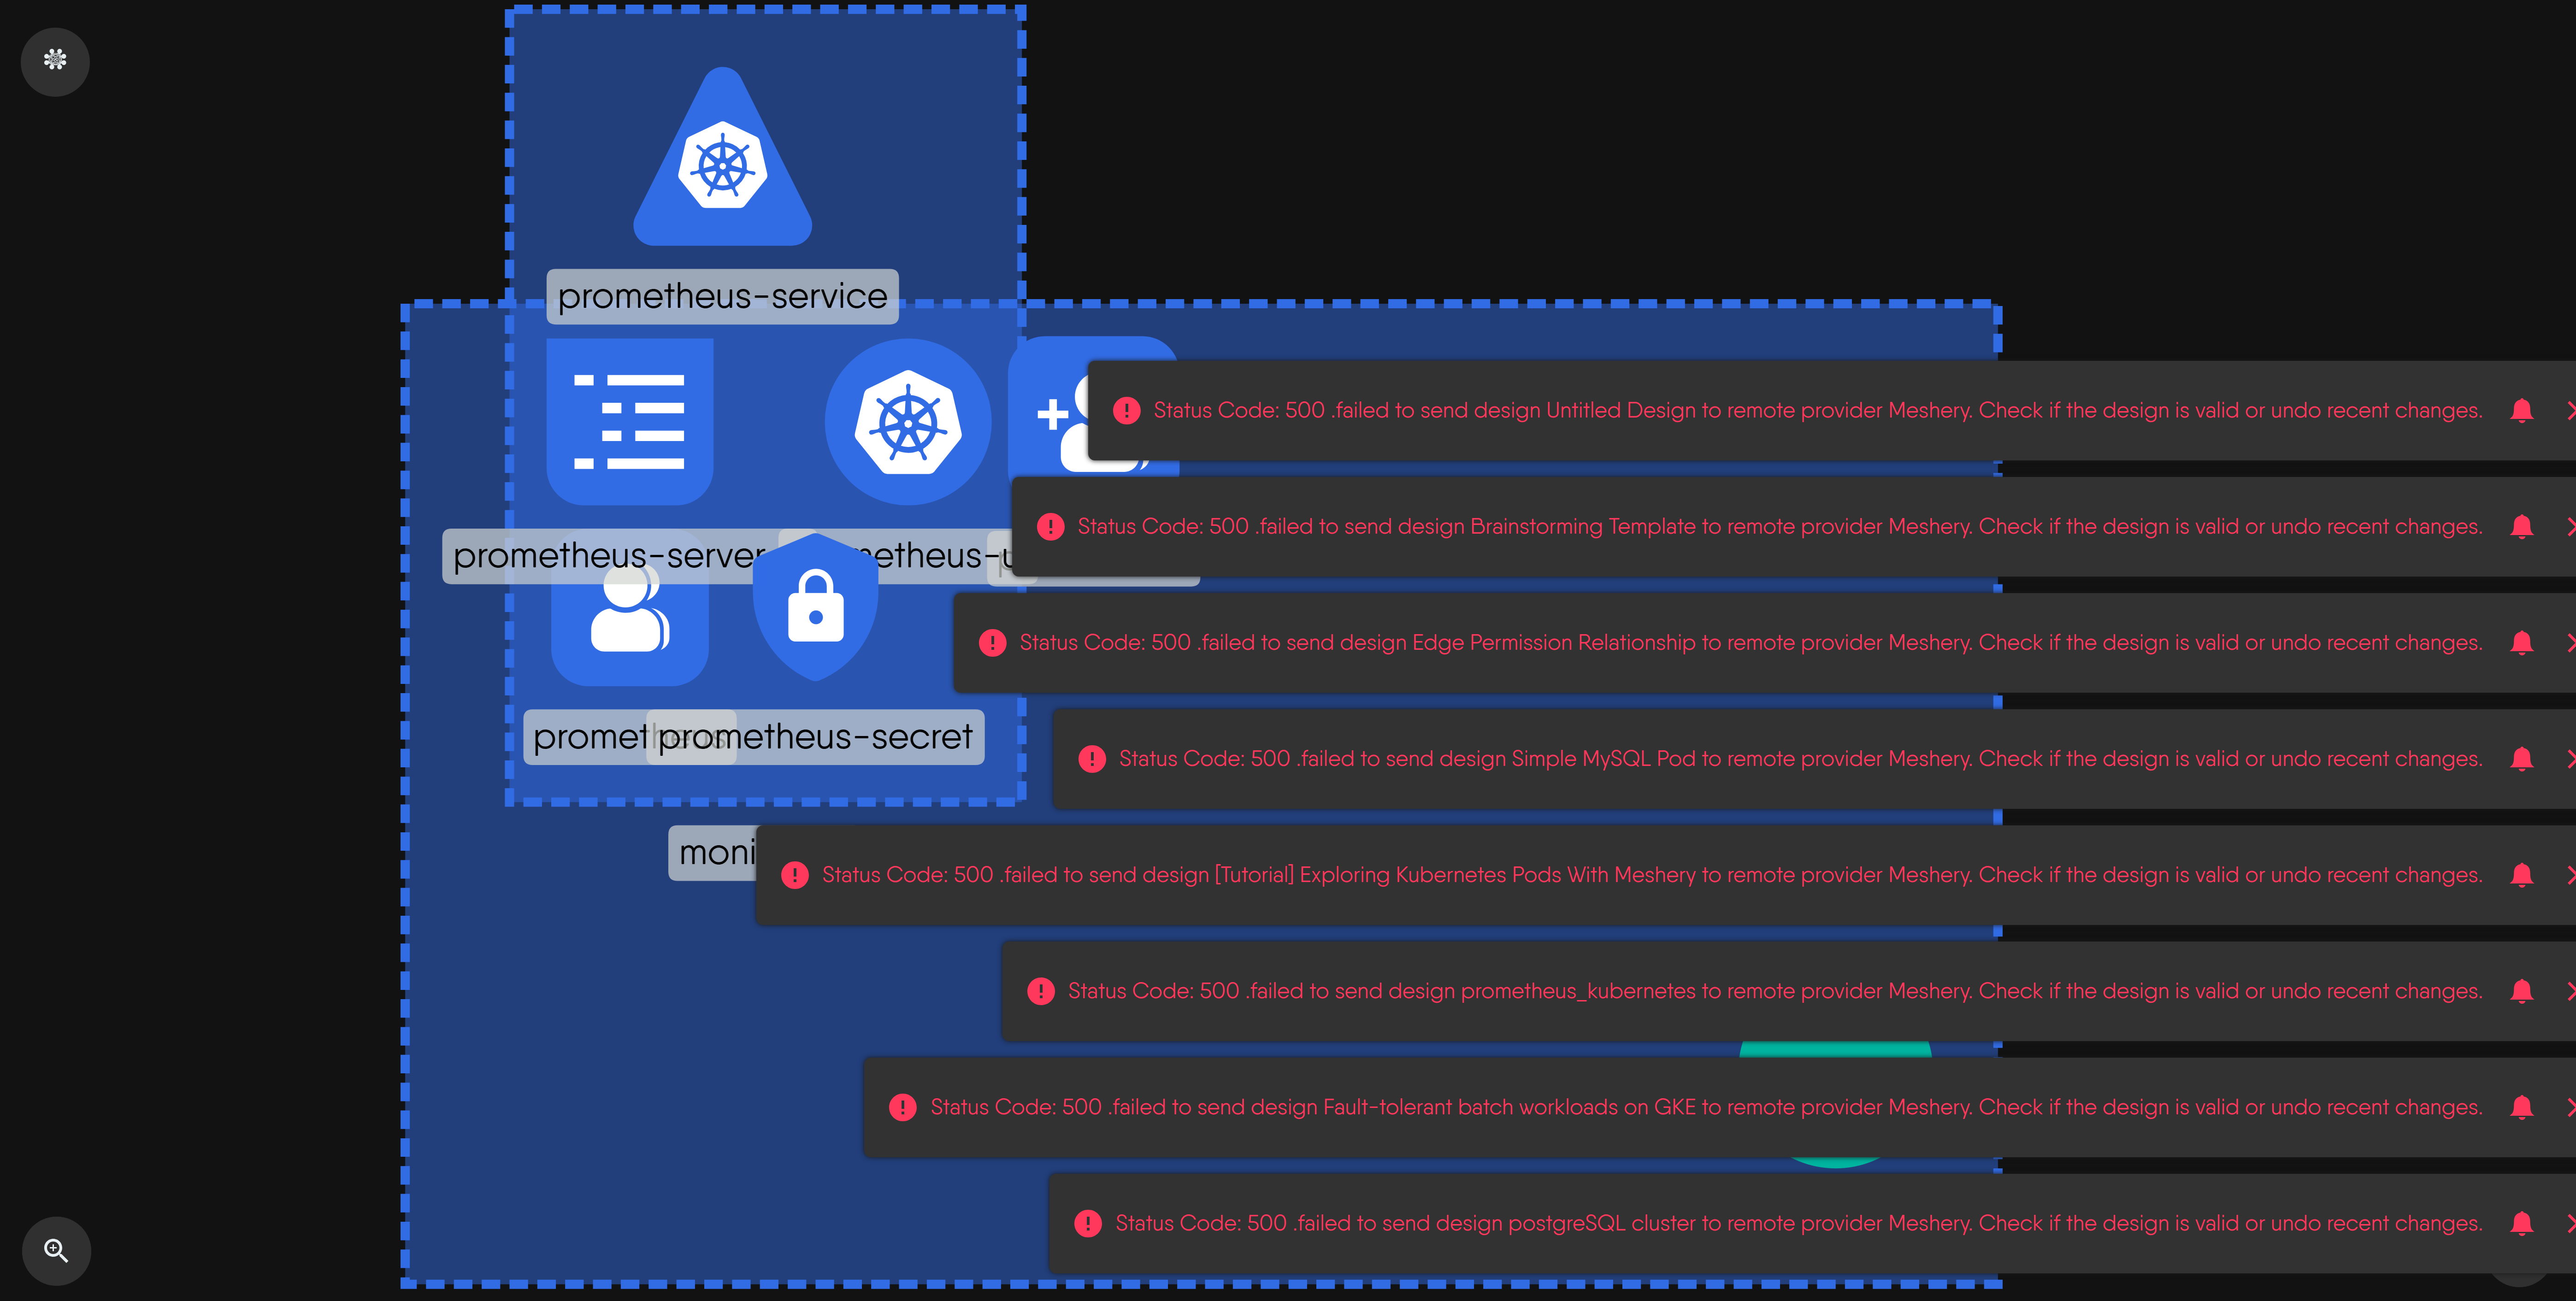 prometheus-service
Status Code: 500 .failed to send design Untitled Design to remote provider Meshery. Check if the design is valid or undo recent changes.
Status Code: 500 .failed to send design Brainstorming Template to remote provider Meshery. Check if the design is valid or undo recent changes.
prometheus-server
Status Code: 500 .failed to send design Edge Permission Relationship to remote provider Meshery. Check if the design is valid or undo recent changes.
prometheus
prometheus-secret
Status Code: 500 .failed to send design Simple MySQL Pod to remote provider Meshery. Check if the design is valid or undo recent changes.
moni
Status Code: 500 .failed to send design [Tutorial] Exploring Kubernetes Pods With Meshery to remote provider Meshery. Check if the design is valid or undo recent changes.
Status Code: 500 .failed to send design prometheus_kubernetes to remote provider Meshery. Check if the design is valid or undo recent changes.
Status Code: 500 .failed to send design Fault-tolerant batch workloads on GKE to remote provider Meshery. Check if the design is valid or undo recent changes.
Status Code: 500 .failed to send design postgreSQL cluster to remote provider Meshery. Check if the design is valid or undo recent changes.